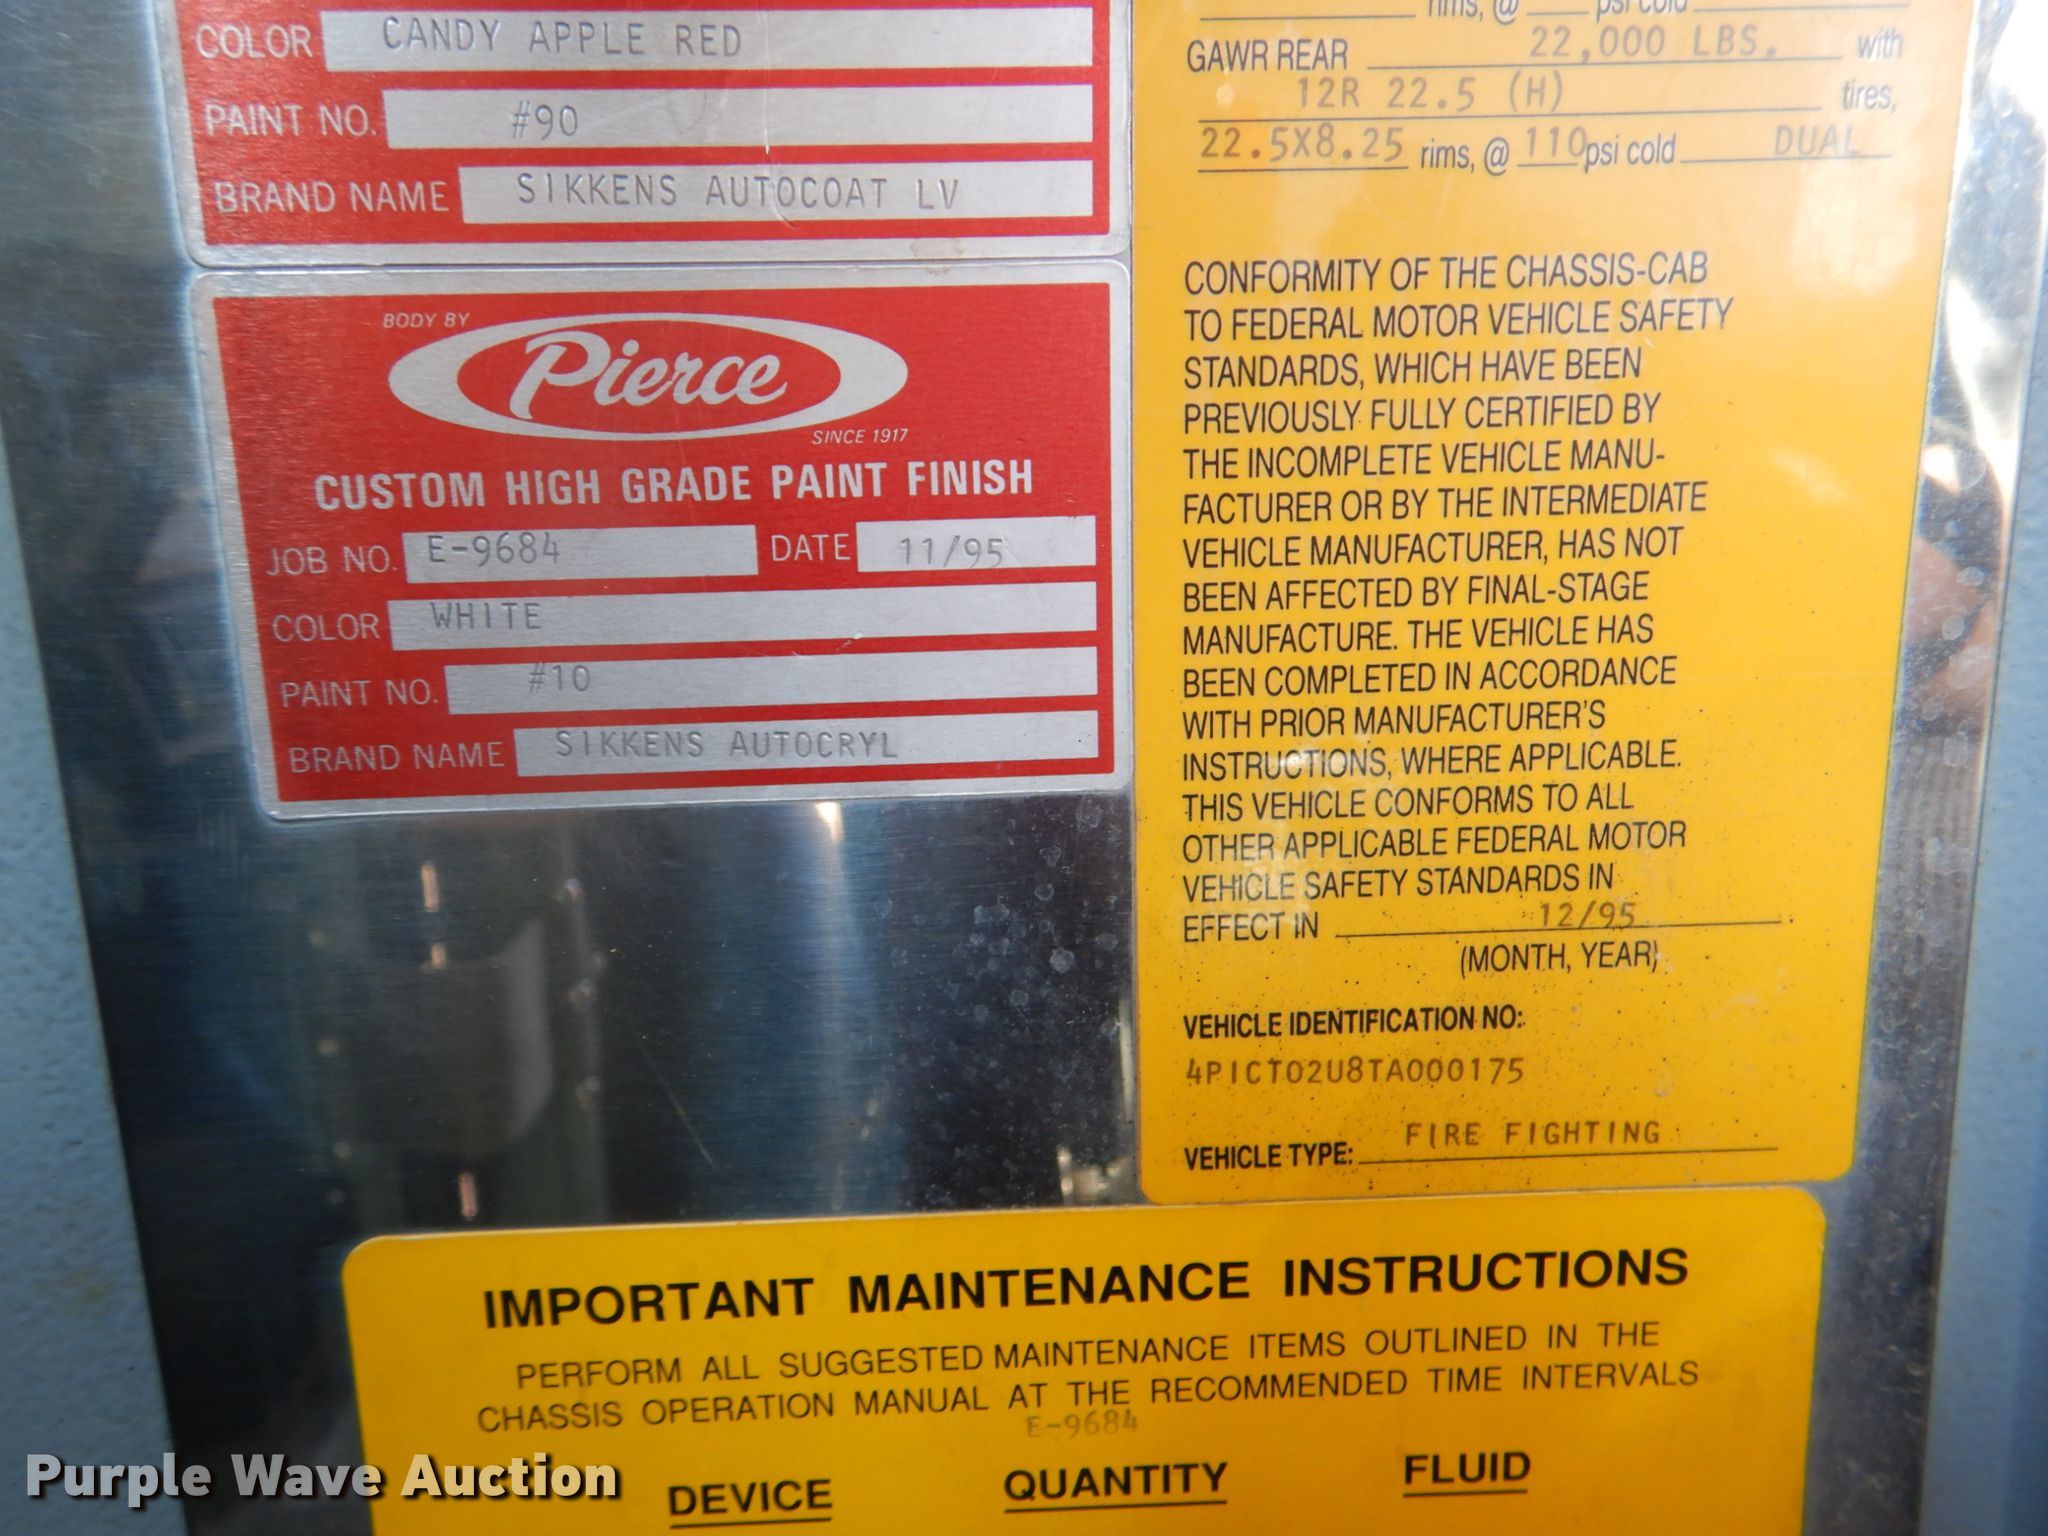 COLOR CANDY APPLE RED
PAINT NO. #90
BRAND NAME SIKKENS AUTOCOAT LV
BODY BY
Pierce
SINCE 1917
CUSTOM HIGH GRADE PAINT FINISH
JOB NO. E-9684 DATE 11/95
COLOR WHITE
PAINT NO. #10
BRAND NAME SIKKENS AUTOCRYL
rims, @ psi cold
GAWR REAR 22,000 LBS. with
12R 22.5 (H) tires,
22.5X8.25 rims, @ 110 psi cold DUAL
CONFORMITY OF THE CHASSIS-CAB
TO FEDERAL MOTOR VEHICLE SAFETY
STANDARDS, WHICH HAVE BEEN
PREVIOUSLY FULLY CERTIFIED BY
THE INCOMPLETE VEHICLE MANU-
FACTURER OR BY THE INTERMEDIATE
VEHICLE MANUFACTURER, HAS NOT
BEEN AFFECTED BY FINAL-STAGE
MANUFACTURE. THE VEHICLE HAS
BEEN COMPLETED IN ACCORDANCE
WITH PRIOR MANUFACTURER'S
INSTRUCTIONS, WHERE APPLICABLE.
THIS VEHICLE CONFORMS TO ALL
OTHER APPLICABLE FEDERAL MOTOR
VEHICLE SAFETY STANDARDS IN
EFFECT IN 12/95
(MONTH, YEAR)
VEHICLE IDENTIFICATION NO:
4PICT02U8TA000175
VEHICLE TYPE: FIRE FIGHTING
IMPORTANT MAINTENANCE INSTRUCTIONS
PERFORM ALL SUGGESTED MAINTENANCE ITEMS OUTLINED IN THE
CHASSIS OPERATION MANUAL AT THE RECOMMENDED TIME INTERVALS
E-9684
DEVICE QUANTITY FLUID
Purple Wave Auction